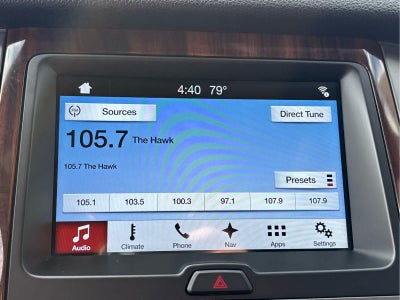 4:40 79°
FM Sources Direct Tune
105.7 The Hawk
105.7 The Hawk
Presets
105.1 103.5 100.3 97.1 107.9 107.9
Audio Climate Phone Nav Apps Settings